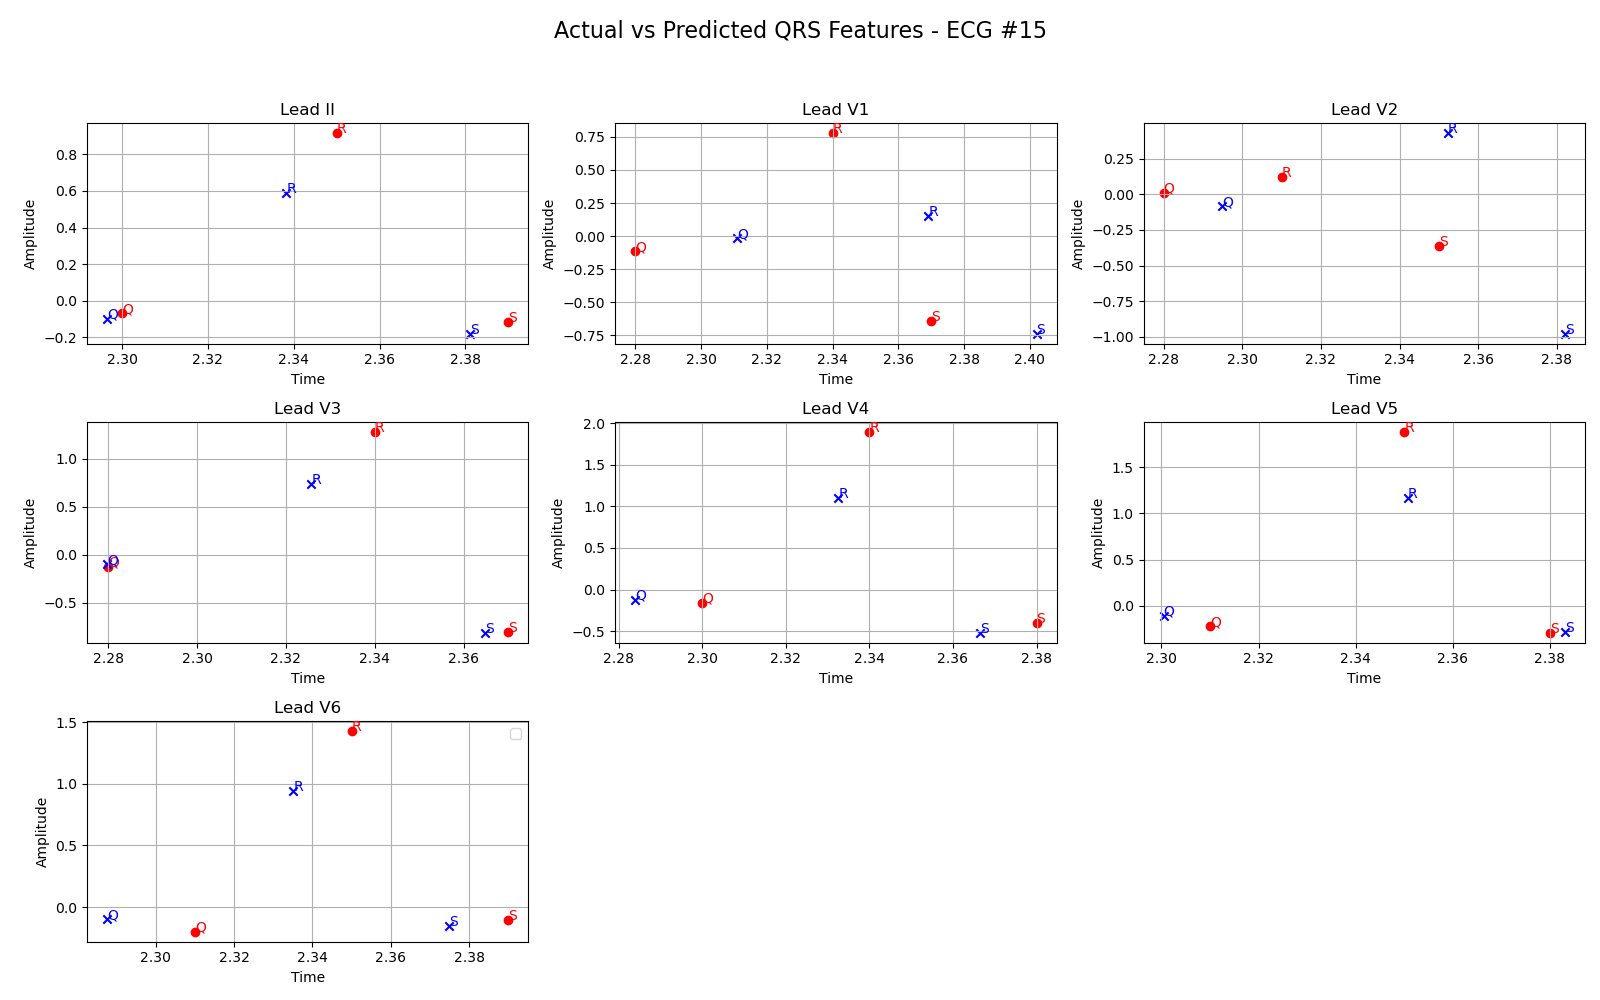 Actual vs Predicted QRS Features - ECG #15
Lead II
Amplitude
0.8
0.6
0.4
0.2
0.0
−0.2
R
R
Q
Q
S
S
2.30 2.32 2.34 2.36 2.38
Time
Lead V1
Amplitude
0.75
0.50
0.25
0.00
−0.25
−0.50
−0.75
R
R
Q
Q
S
S
2.28 2.30 2.32 2.34 2.36 2.38 2.40
Time
Lead V2
Amplitude
0.25
0.00
−0.25
−0.50
−0.75
−1.00
R
R
Q
Q
S
S
2.28 2.30 2.32 2.34 2.36 2.38
Time
Lead V3
Amplitude
1.0
0.5
0.0
−0.5
R
R
Q
Q
S
S
2.28 2.30 2.32 2.34 2.36
Time
Lead V4
Amplitude
2.0
1.5
1.0
0.5
0.0
−0.5
R
R
Q
Q
S
S
2.28 2.30 2.32 2.34 2.36 2.38
Time
Lead V5
Amplitude
1.5
1.0
0.5
0.0
R
R
Q
Q
S
S
2.30 2.32 2.34 2.36 2.38
Time
Lead V6
Amplitude
1.5
1.0
0.5
0.0
R
R
Q
Q
S
S
2.30 2.32 2.34 2.36 2.38
Time